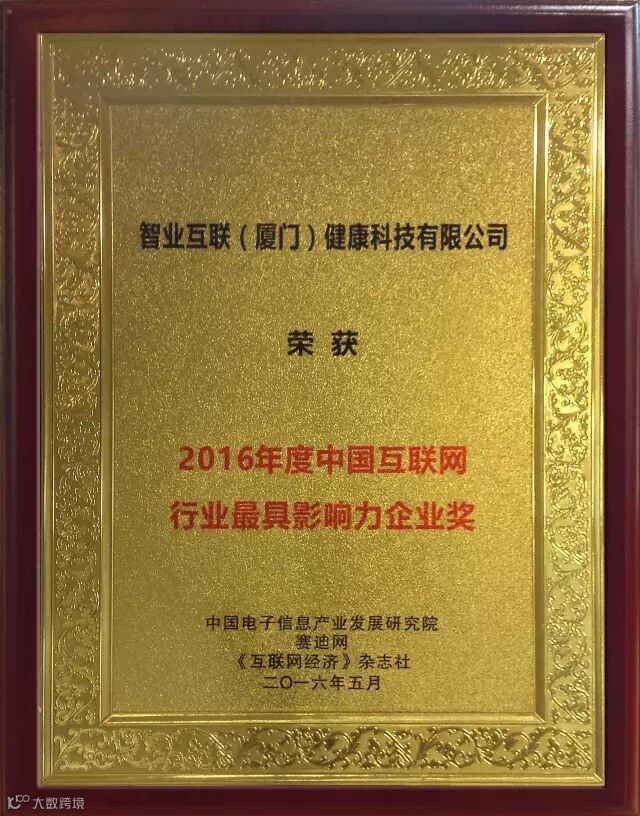 智业互联（厦门）健康科技有限公司
荣获
2016年度中国互联网
行业最具影响力企业奖
中国电子信息产业发展研究院
赛迪网
《互联网经济》杂志社
二〇一六年五月
大数跨境